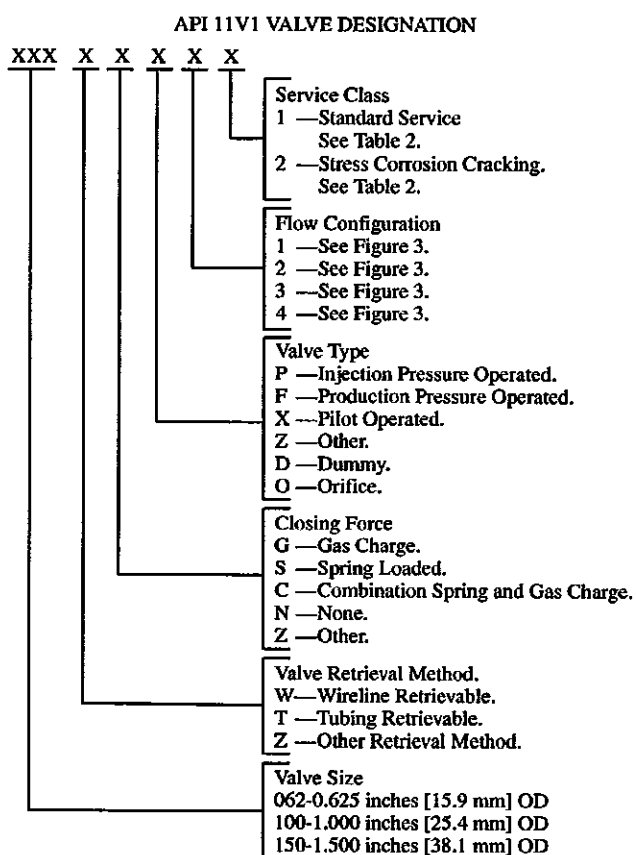 API 11V1 VALVE DESIGNATION
XXX X X X X X
Service Class
1 —Standard Service
See Table 2.
2 —Stress Corrosion Cracking.
See Table 2.
Flow Configuration
1 —See Figure 3.
2 —See Figure 3.
3 —See Figure 3.
4 —See Figure 3.
Valve Type
P —Injection Pressure Operated.
F —Production Pressure Operated.
X —Pilot Operated.
Z —Other.
D —Dummy.
O —Orifice.
Closing Force
G —Gas Charge.
S —Spring Loaded.
C —Combination Spring and Gas Charge.
N —None.
Z —Other.
Valve Retrieval Method.
W—Wireline Retrievable.
T —Tubing Retrievable.
Z —Other Retrieval Method.
Valve Size
062-0.625 inches [15.9 mm] OD
100-1.000 inches [25.4 mm] OD
150-1.500 inches [38.1 mm] OD